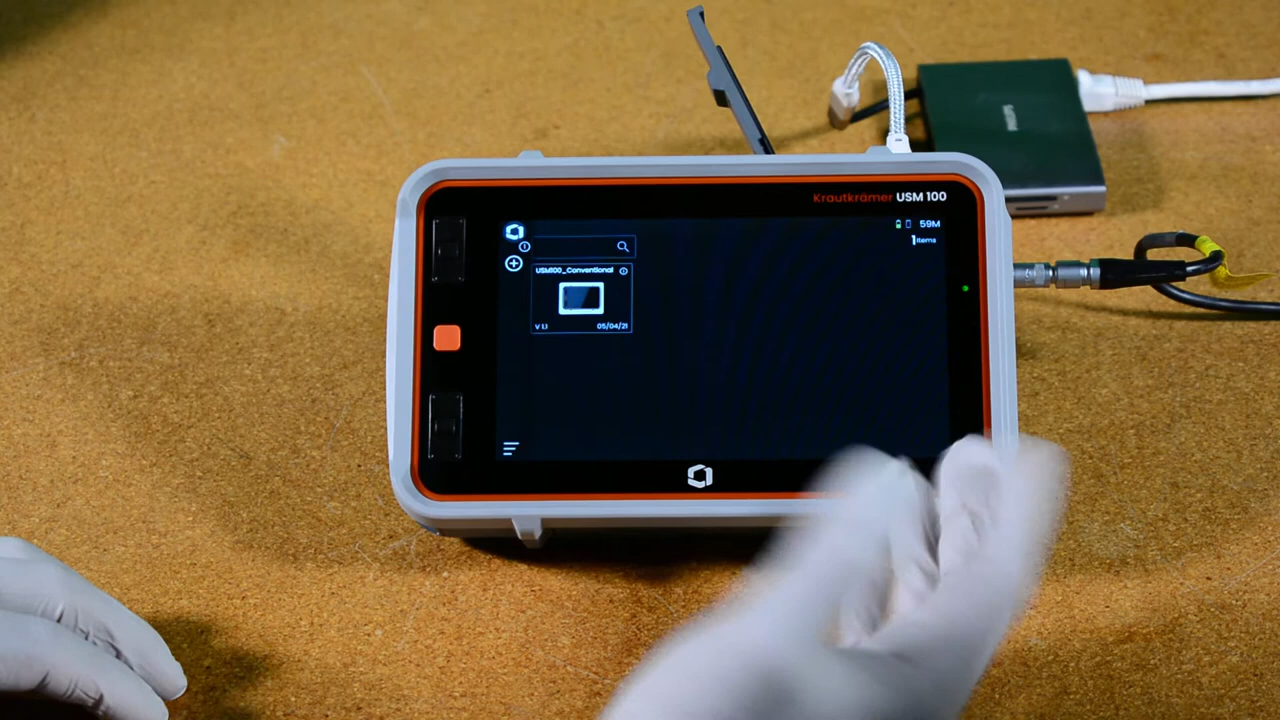 Krautkrämer USM 100
59M
1 Items
USM100_Conventional
V 1.1
05/04/21